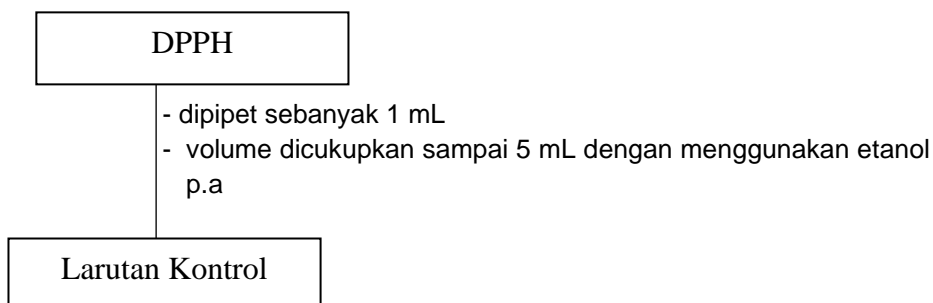 DPPH
- dipipet sebanyak 1 mL
- volume dicukupkan sampai 5 mL dengan menggunakan etanol
p.a
Larutan Kontrol